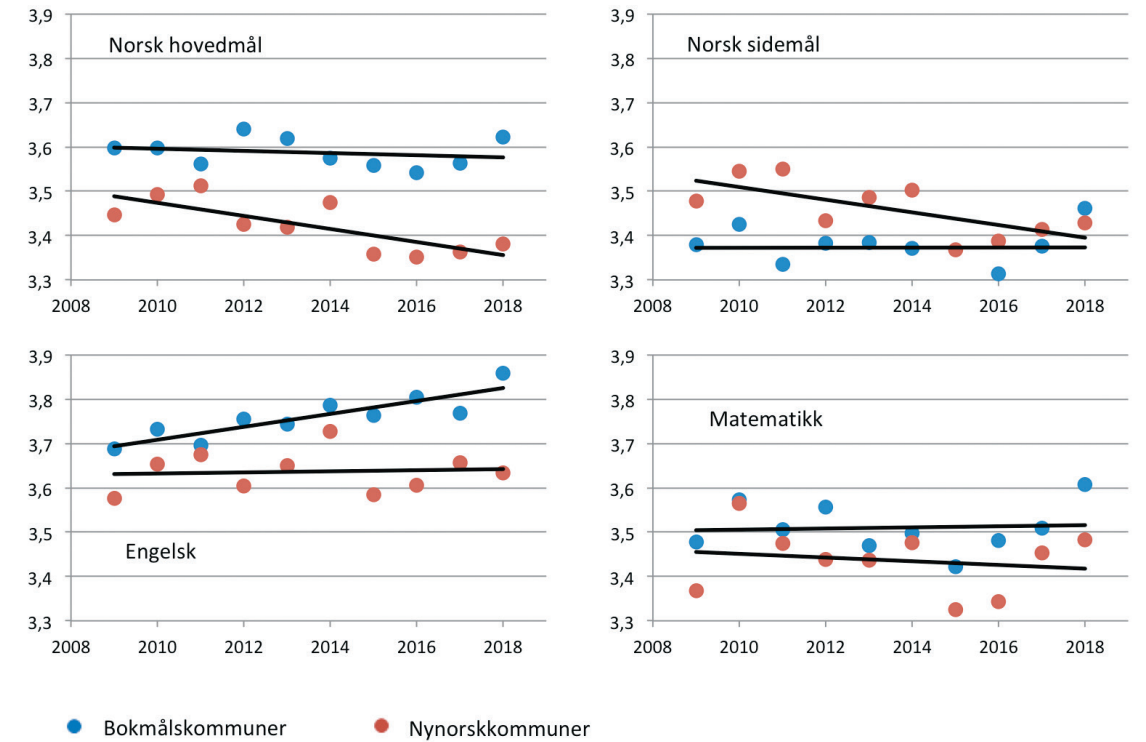 Norsk hovedmål
3,9
3,8
3,7
3,6
3,5
3,4
3,3
2008 2010 2012 2014 2016 2018
Norsk sidemål
3,9
3,8
3,7
3,6
3,5
3,4
3,3
2008 2010 2012 2014 2016 2018
3,9
3,8
3,7
3,6
3,5
3,4
3,3
Engelsk
2008 2010 2012 2014 2016 2018
3,9
3,8
3,7
3,6
3,5
3,4
3,3
Matematikk
2008 2010 2012 2014 2016 2018
Bokmålskommuner
Nynorskkommuner